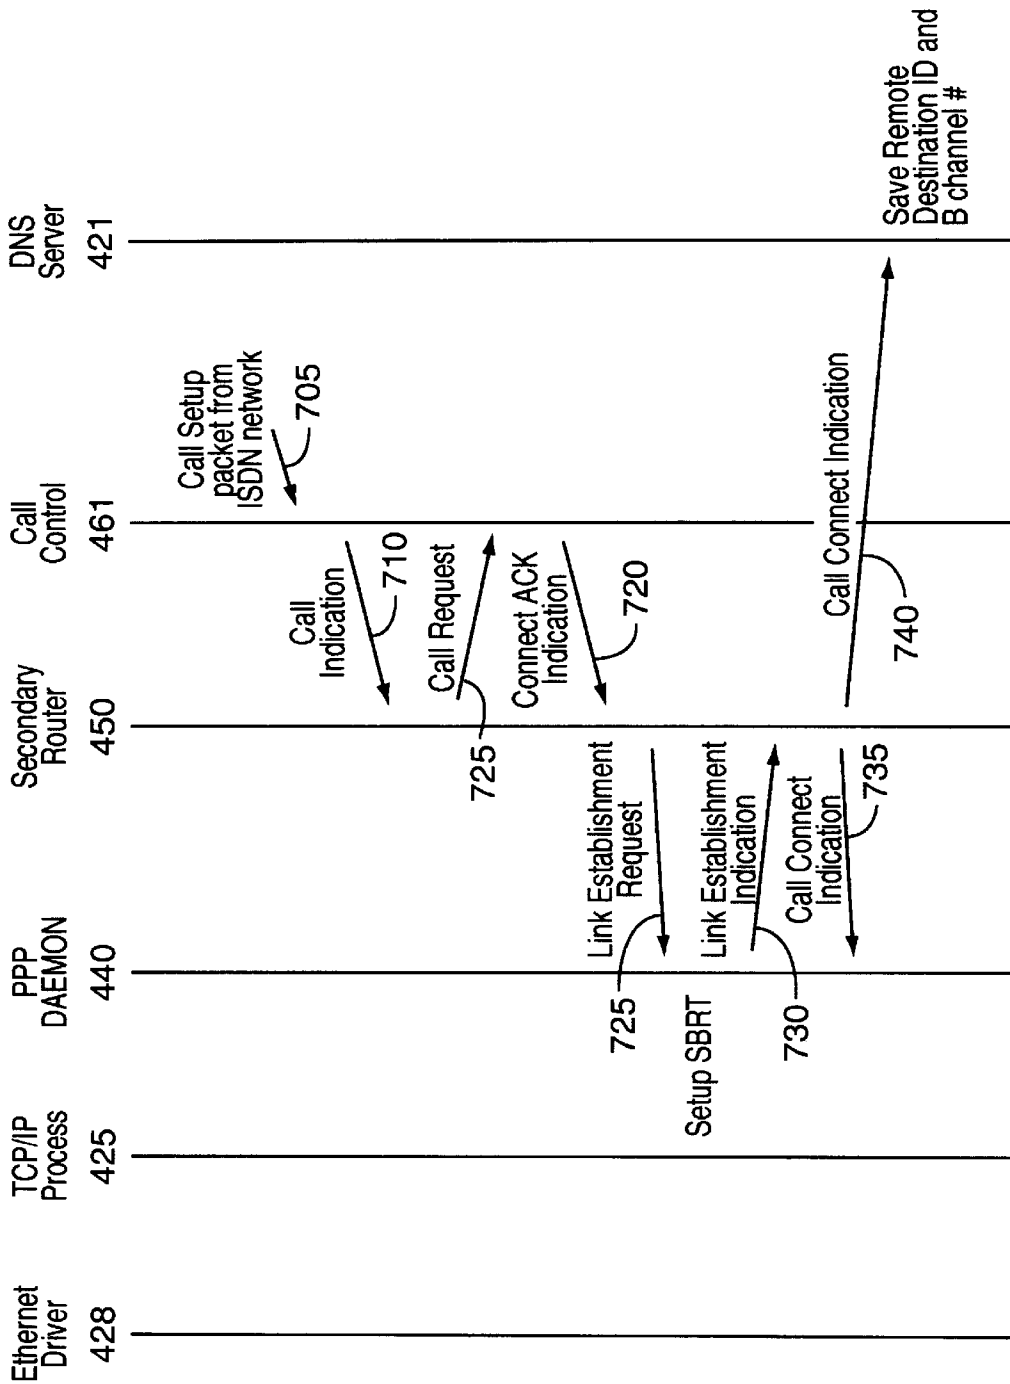 Ethernet
Driver
428
TCP/IP
Process
425
PPP
DAEMON
440
Secondary
Router
450
Call
Control
461
DNS
Server
421
Call Setup
packet from
ISDN network
705
Call
Indication
710
Call Request
725
Connect ACK
Indication
720
Link Establishment
Request
725
Setup SBRT
Link Establishment
Indication
730
Call Connect
Indication
735
Call Connect Indication
740
Save Remote
Destination ID and
B channel #